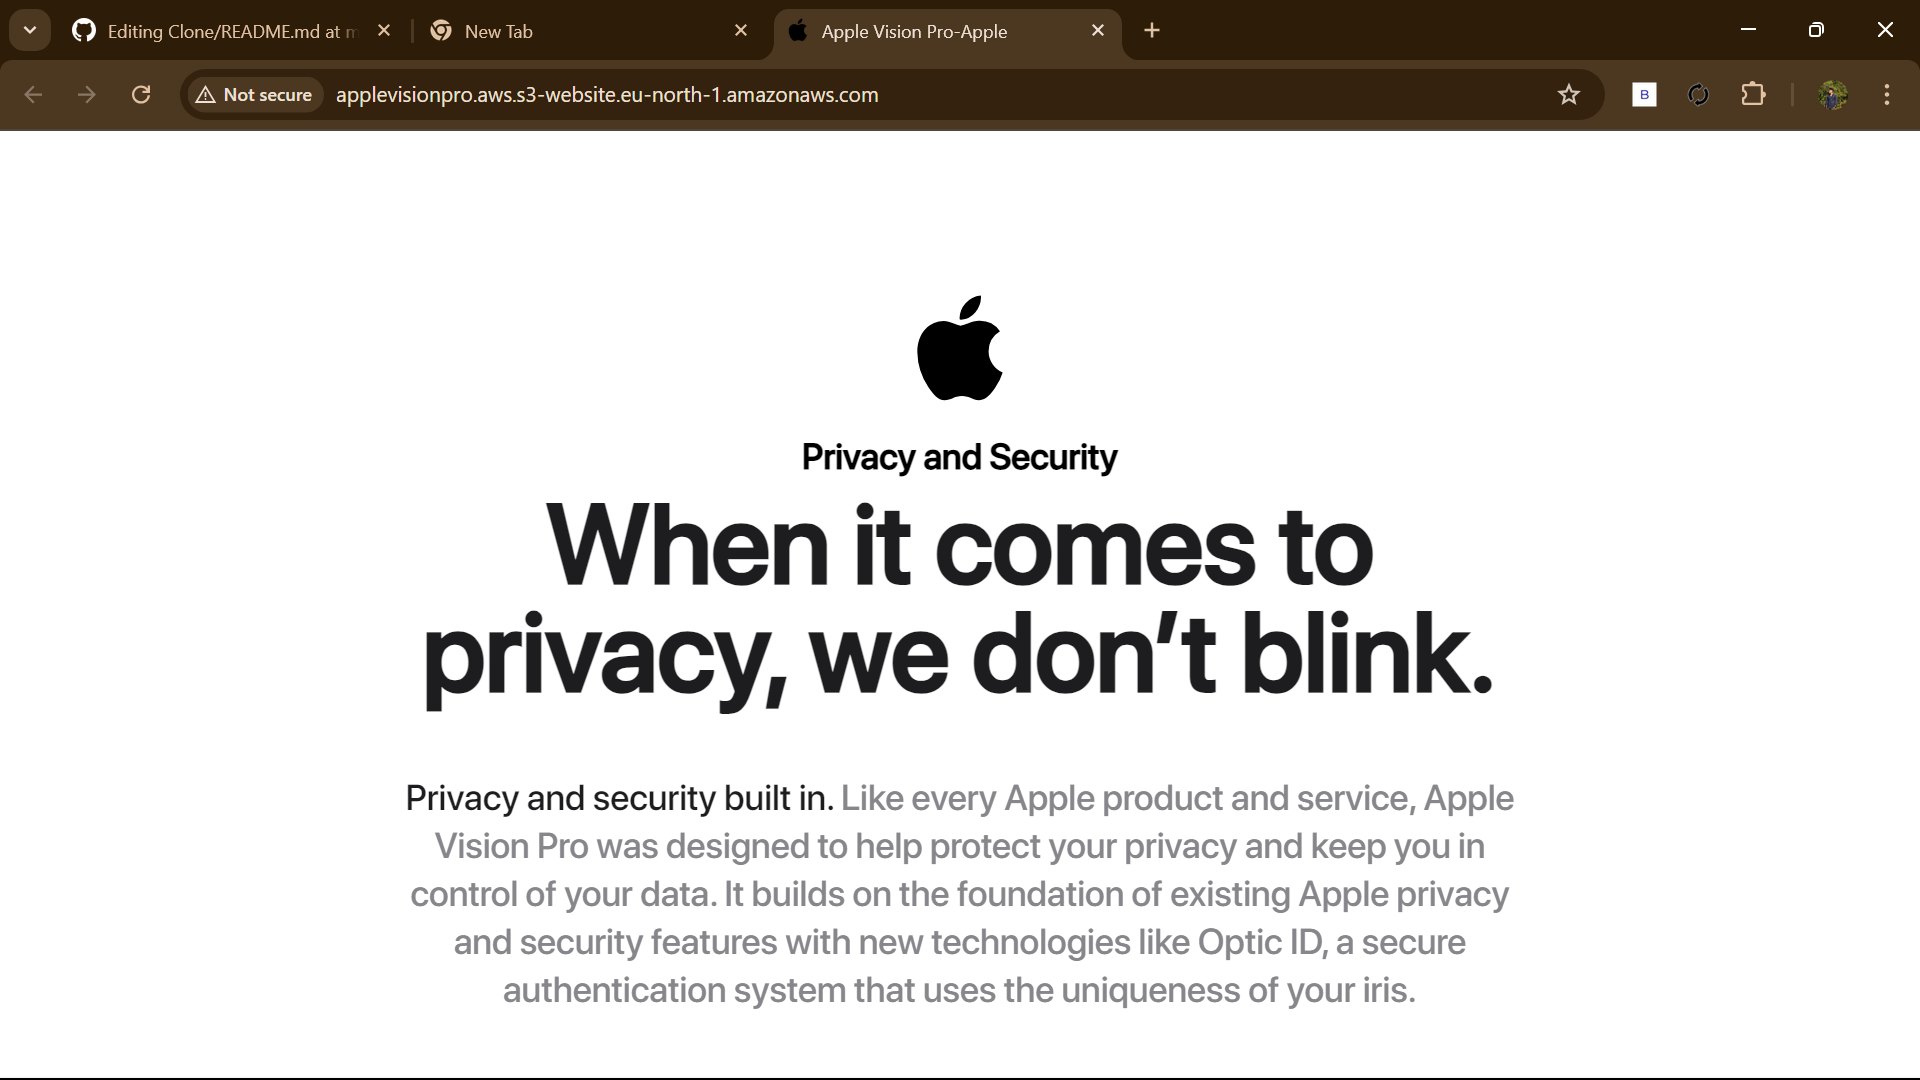 Editing Clone/README.md at m
New Tab
Apple Vision Pro-Apple
Not secure
applevisionpro.aws.s3-website.eu-north-1.amazonaws.com
B
Privacy and Security
When it comes to
privacy, we don’t blink.
Privacy and security built in. Like every Apple product and service, Apple
Vision Pro was designed to help protect your privacy and keep you in
control of your data. It builds on the foundation of existing Apple privacy
and security features with new technologies like Optic ID, a secure
authentication system that uses the uniqueness of your iris.